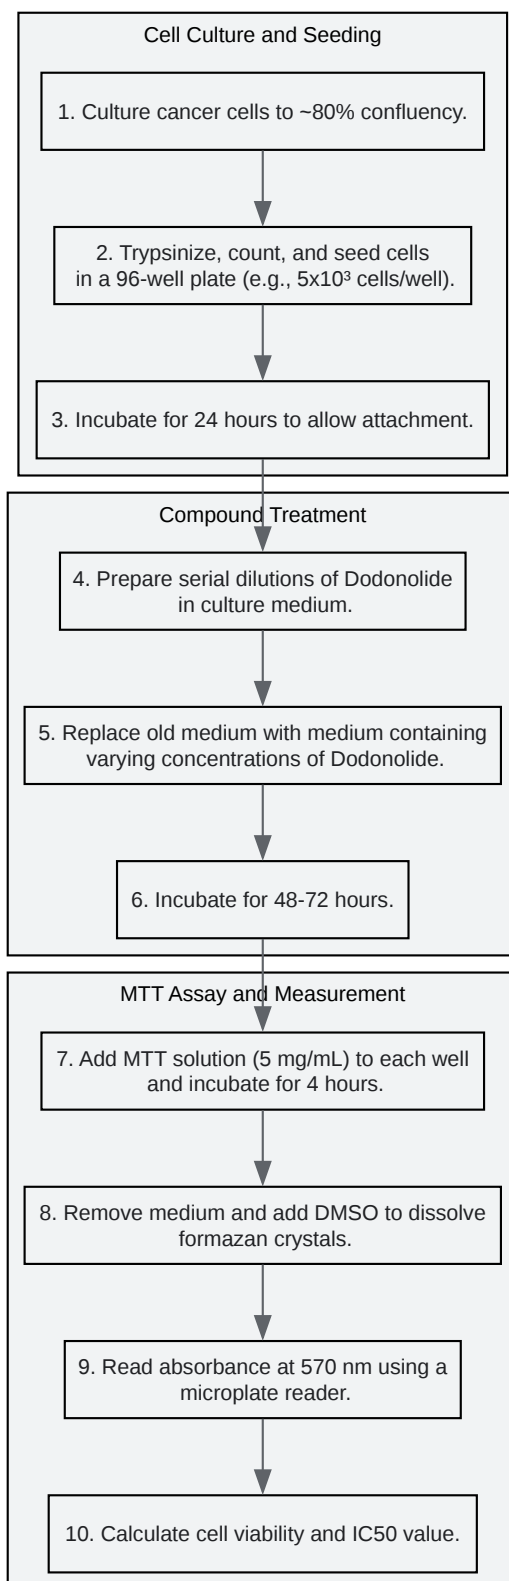 Cell Culture and Seeding
1. Culture cancer cells to ~80% confluency.
2. Trypsinize, count, and seed cells
in a 96-well plate (e.g., 5x10³ cells/well).
3. Incubate for 24 hours to allow attachment.
Compound Treatment
4. Prepare serial dilutions of Dodonolide
in culture medium.
5. Replace old medium with medium containing
varying concentrations of Dodonolide.
6. Incubate for 48-72 hours.
MTT Assay and Measurement
7. Add MTT solution (5 mg/mL) to each well
and incubate for 4 hours.
8. Remove medium and add DMSO to dissolve
formazan crystals.
9. Read absorbance at 570 nm using a
microplate reader.
10. Calculate cell viability and IC50 value.